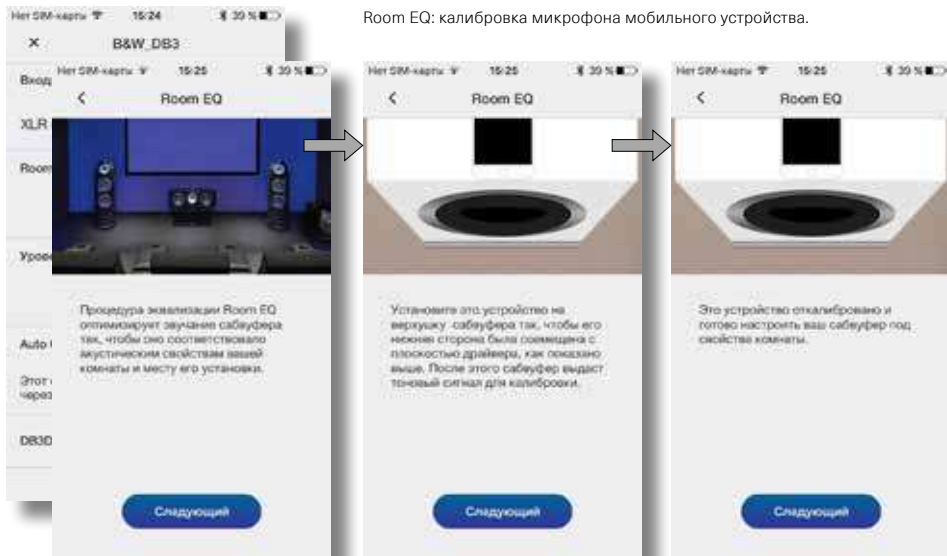 Room EQ: калибровка микрофона мобильного устройства.
Нет SIM-карты 15:24 39 %
× B&W_DB3
XLR
Auto
Этот
через
Нет SIM-карты 15:25 39 %
< Room EQ
Процедура эквализации Room EQ
оптимизирует звучание сабвуфера
так, чтобы оно соответствовало
акустическим свойствам вашей
комнаты и месту его установки.
Следующий
Нет SIM-карты 15:25 39 %
< Room EQ
Установите это устройство на
верхушку сабвуфера так, чтобы его
нижняя сторона была совмещена с
плоскостью драйвера, как показано
выше. После этого сабвуфер выдаст
тоновый сигнал для калибровки.
Следующий
Нет SIM-карты 15:25 39 %
< Room EQ
Это устройство откалибровано и
готово настроить ваш сабвуфер под
свойства комнаты.
Следующий